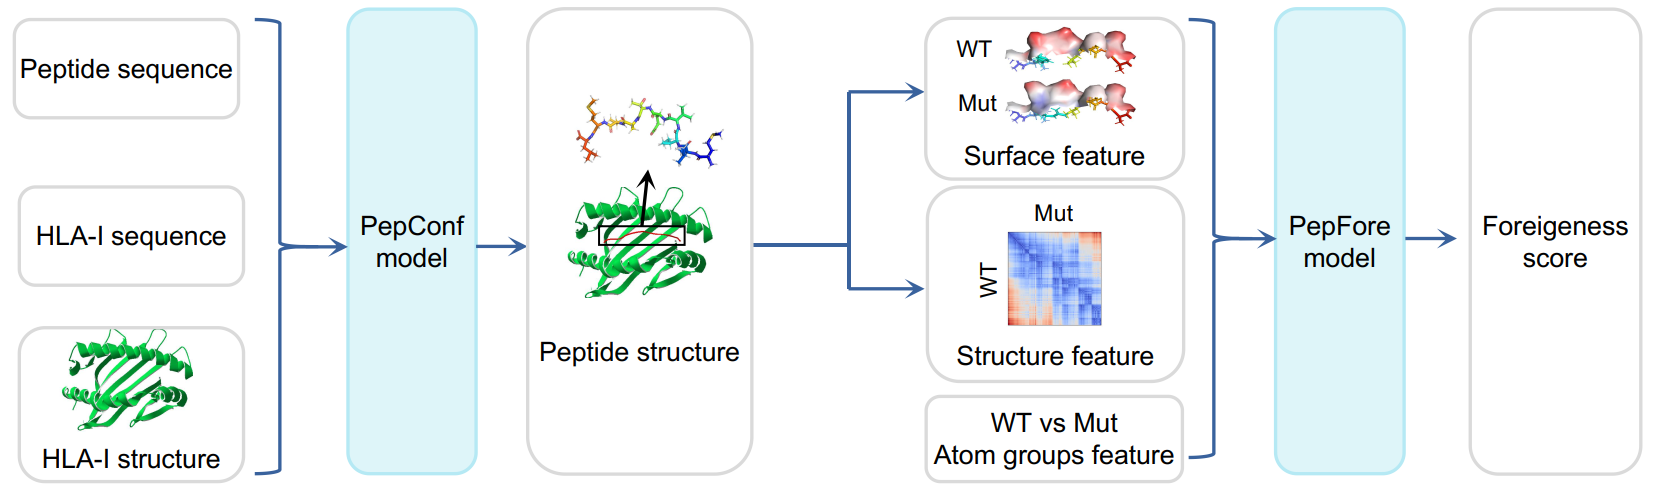 Peptide sequence
HLA-I sequence
HLA-I structure
PepConf
model
Peptide structure
WT
Mut
Surface feature
Mut
WT
Structure feature
WT vs Mut
Atom groups feature
PepFore
model
Foreigeness
score